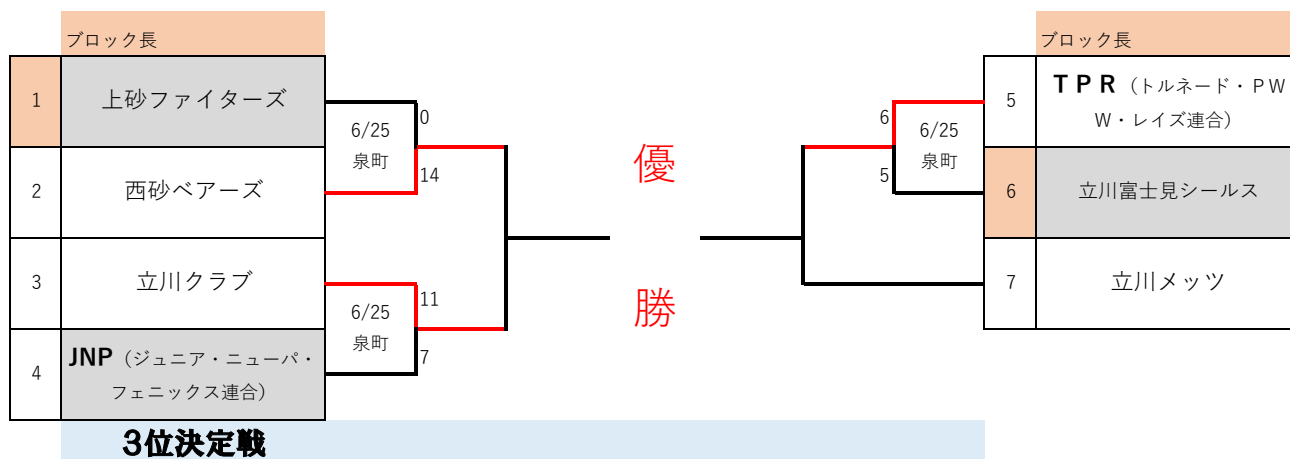 ブロック長
1
上砂ファイターズ
2
西砂ベアーズ
3
立川クラブ
4
JNP（ジュニア・ニューパ・
フェニックス連合）
6/25
泉町
0
14
6/25
泉町
11
7
優
勝
6
5
6/25
泉町
ブロック長
5
ＴＰＲ（トルネード・ＰＷ
Ｗ・レイズ連合）
6
立川富士見シールス
7
立川メッツ
3位決定戦